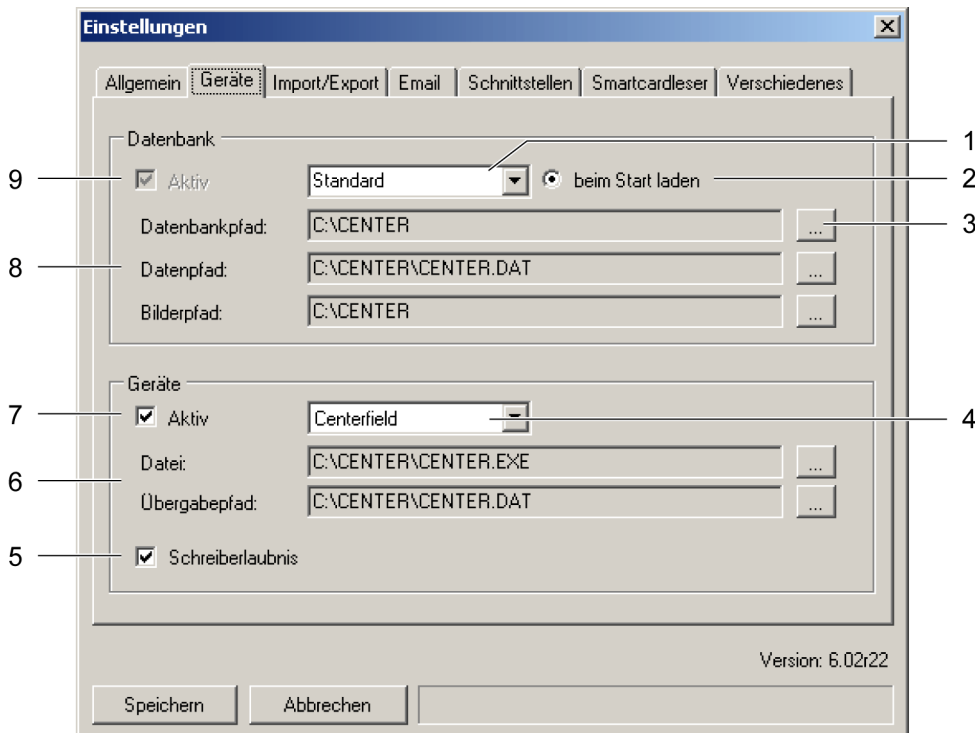 Einstellungen
Allgemein Geräte Import/Export Email Schnittstellen Smartcardleser Verschiedenes
Datenbank
1
9 Aktiv Standard beim Start laden 2
Datenbankpfad: C:\CENTER ... 3
8 Datenpfad: C:\CENTER\CENTER.DAT ...
Bilderpfad: C:\CENTER ...
Geräte
7 Aktiv Centerfield 4
Datei: C:\CENTER\CENTER.EXE ...
6
Übergabepfad: C:\CENTER\CENTER.DAT ...
5 Schreiberlaubnis
Version: 6.02r22
Speichern Abbrechen